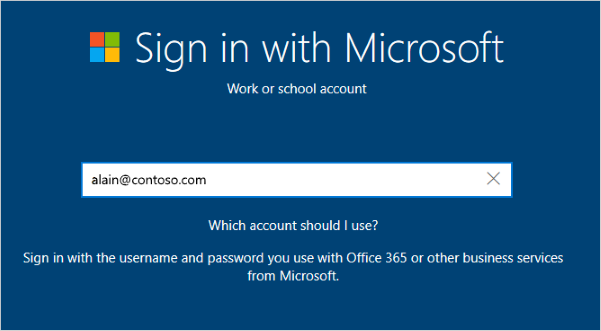 Sign in with Microsoft
Work or school account
alain@contoso.com
Which account should I use?
Sign in with the username and password you use with Office 365 or other business services
from Microsoft.